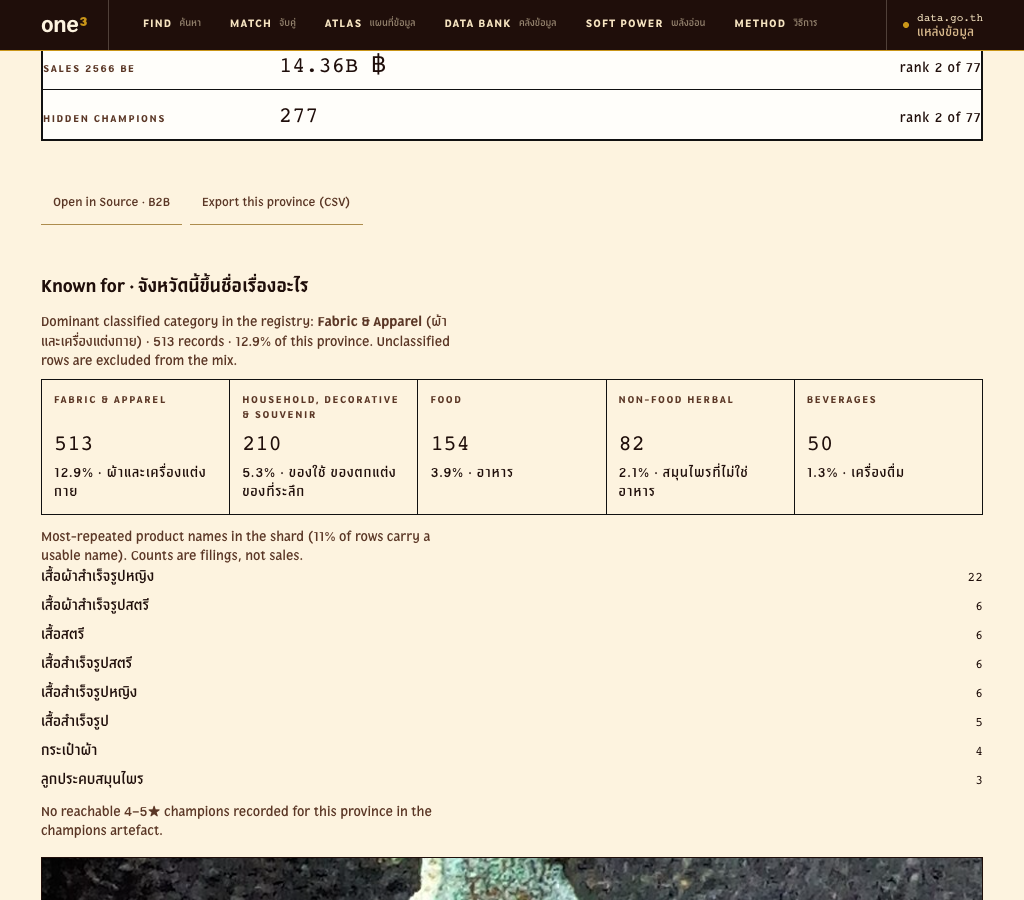 one³
FIND ค้นหา MATCH จับคู่ ATLAS แผนที่ข้อมูล DATA BANK คลังข้อมูล SOFT POWER พลังอ่อน METHOD วิธีการ
data.go.th
แหล่งข้อมูล
SALES 2566 BE 14.36B ฿ rank 2 of 77
HIDDEN CHAMPIONS 277 rank 2 of 77
Open in Source · B2B Export this province (CSV)
Known for · จังหวัดนี้ขึ้นชื่อเรื่องอะไร
Dominant classified category in the registry: Fabric & Apparel (ผ้า
และเครื่องแต่งกาย) · 513 records · 12.9% of this province. Unclassified
rows are excluded from the mix.
FABRIC & APPAREL
513
12.9% · ผ้าและเครื่องแต่ง
กาย
HOUSEHOLD, DECORATIVE
& SOUVENIR
210
5.3% · ของใช้ ของตกแต่ง
ของที่ระลึก
FOOD
154
3.9% · อาหาร
NON-FOOD HERBAL
82
2.1% · สมุนไพรที่ไม่ใช่
อาหาร
BEVERAGES
50
1.3% · เครื่องดื่ม
Most-repeated product names in the shard (11% of rows carry a
usable name). Counts are filings, not sales.
เสื้อผ้าสำเร็จรูปหญิง 22
เสื้อผ้าสำเร็จรูปสตรี 6
เสื้อสตรี 6
เสื้อสำเร็จรูปสตรี 6
เสื้อสำเร็จรูปหญิง 6
เสื้อสำเร็จรูป 5
กระเป๋าผ้า 4
ลูกประคบสมุนไพร 3
No reachable 4–5★ champions recorded for this province in the
champions artefact.